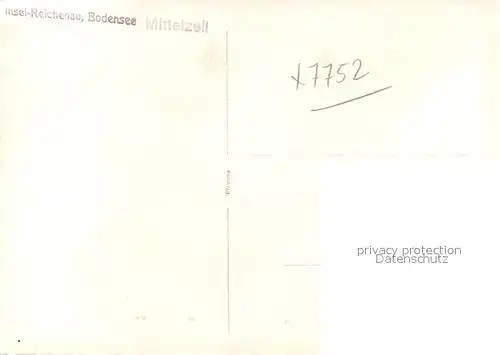 Insel-Reichenau, Bodensee Mittelzell
x7752
privacy protection
Datenschutz